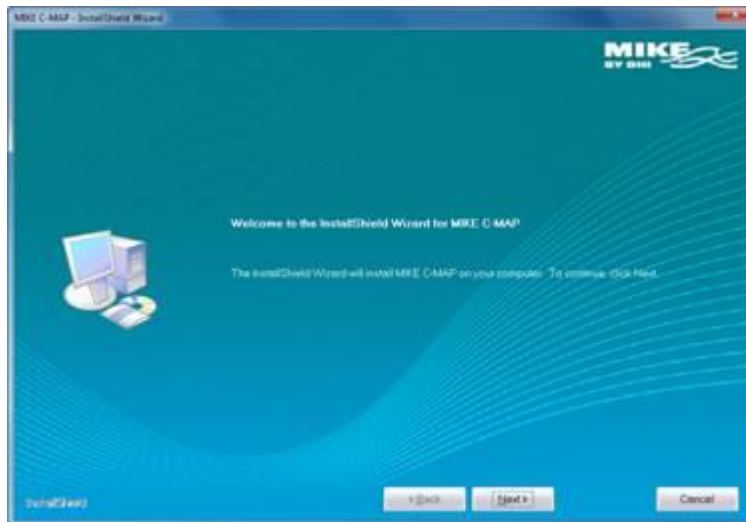 MIKE C-MAP - InstallShield Wizard
MIKE
BY DHI
Welcome to the InstallShield Wizard for MIKE C-MAP
The InstallShield Wizard will install MIKE C-MAP on your computer. To continue, click Next.
InstallShield
< Back
Next >
Cancel